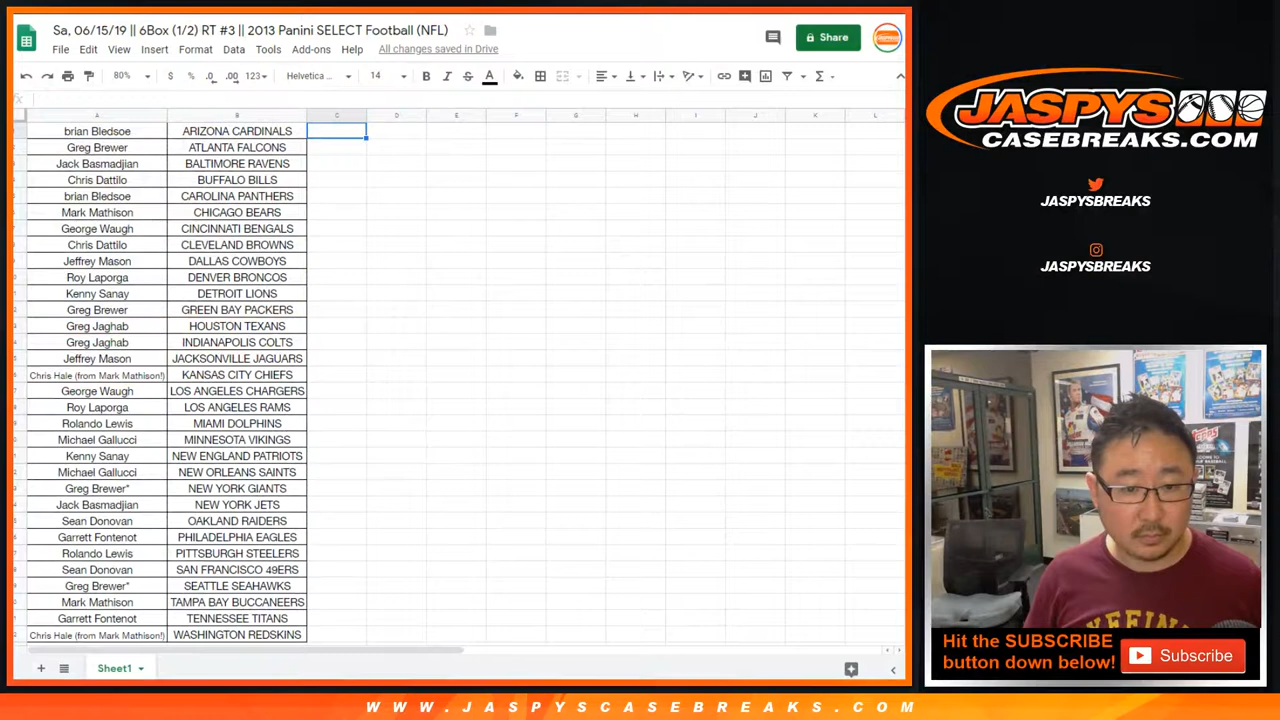 Sa, 06/15/19 || 6Box (1/2) RT #3 || 2013 Panini SELECT Football (NFL)
File Edit View Insert Format Data Tools Add-ons Help All changes saved in Drive
Share
80% $ % .0 .00 123 Helvetica ... 14 B I S A
A B C D E F G H I J K L
brian Bledsoe ARIZONA CARDINALS
Greg Brewer ATLANTA FALCONS
Jack Basmadjian BALTIMORE RAVENS
Chris Dattilo BUFFALO BILLS
brian Bledsoe CAROLINA PANTHERS
Mark Mathison CHICAGO BEARS
George Waugh CINCINNATI BENGALS
Chris Dattilo CLEVELAND BROWNS
Jeffrey Mason DALLAS COWBOYS
Roy Laporga DENVER BRONCOS
Kenny Sanay DETROIT LIONS
Greg Brewer GREEN BAY PACKERS
Greg Jaghab HOUSTON TEXANS
Greg Jaghab INDIANAPOLIS COLTS
Jeffrey Mason JACKSONVILLE JAGUARS
Chris Hale (from Mark Mathison!) KANSAS CITY CHIEFS
George Waugh LOS ANGELES CHARGERS
Roy Laporga LOS ANGELES RAMS
Rolando Lewis MIAMI DOLPHINS
Michael Gallucci MINNESOTA VIKINGS
Kenny Sanay NEW ENGLAND PATRIOTS
Michael Gallucci NEW ORLEANS SAINTS
Greg Brewer* NEW YORK GIANTS
Jack Basmadjian NEW YORK JETS
Sean Donovan OAKLAND RAIDERS
Garrett Fontenot PHILADELPHIA EAGLES
Rolando Lewis PITTSBURGH STEELERS
Sean Donovan SAN FRANCISCO 49ERS
Greg Brewer* SEATTLE SEAHAWKS
Mark Mathison TAMPA BAY BUCCANEERS
Garrett Fontenot TENNESSEE TITANS
Chris Hale (from Mark Mathison!) WASHINGTON REDSKINS
Sheet1
JASPYS
CASEBREAKS.COM
JASPYSBREAKS
JASPYSBREAKS
topps
Hit the SUBSCRIBE
button down below!
Subscribe
WWW.JASPYSCASEBREAKS.COM